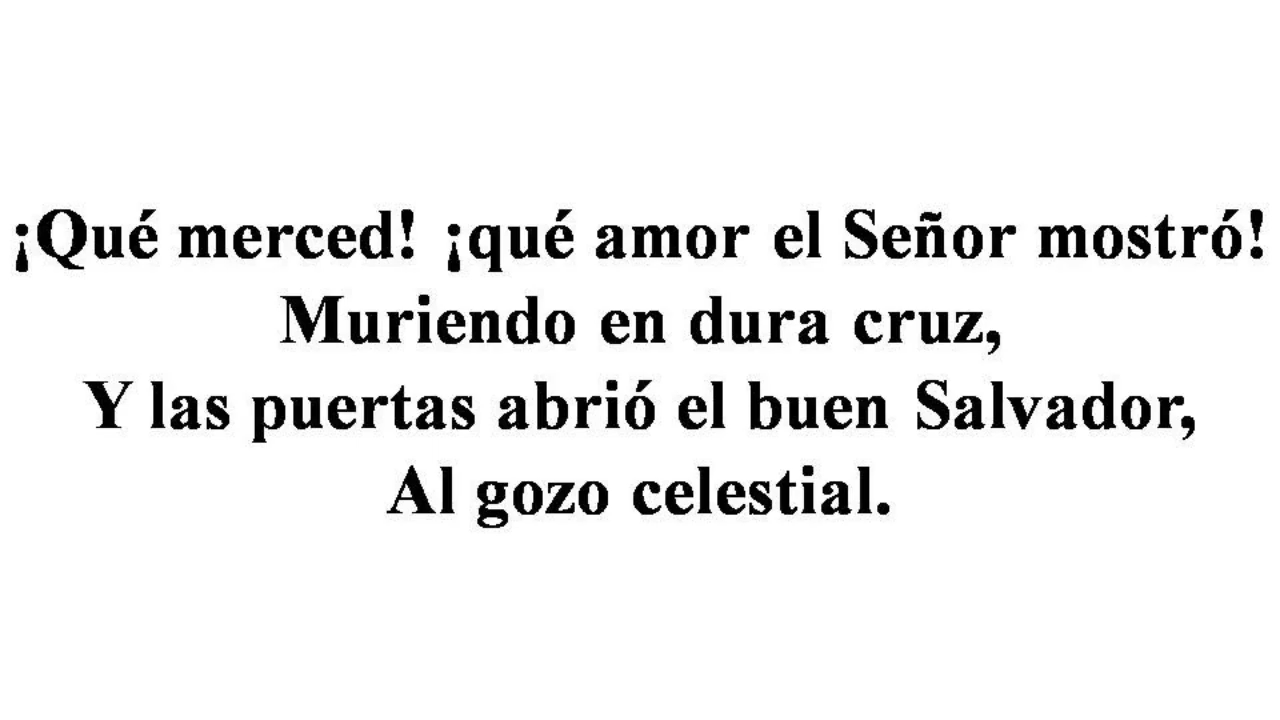 ¡Qué merced! ¡qué amor el Señor mostró!
Muriendo en dura cruz,
Y las puertas abrió el buen Salvador,
Al gozo celestial.